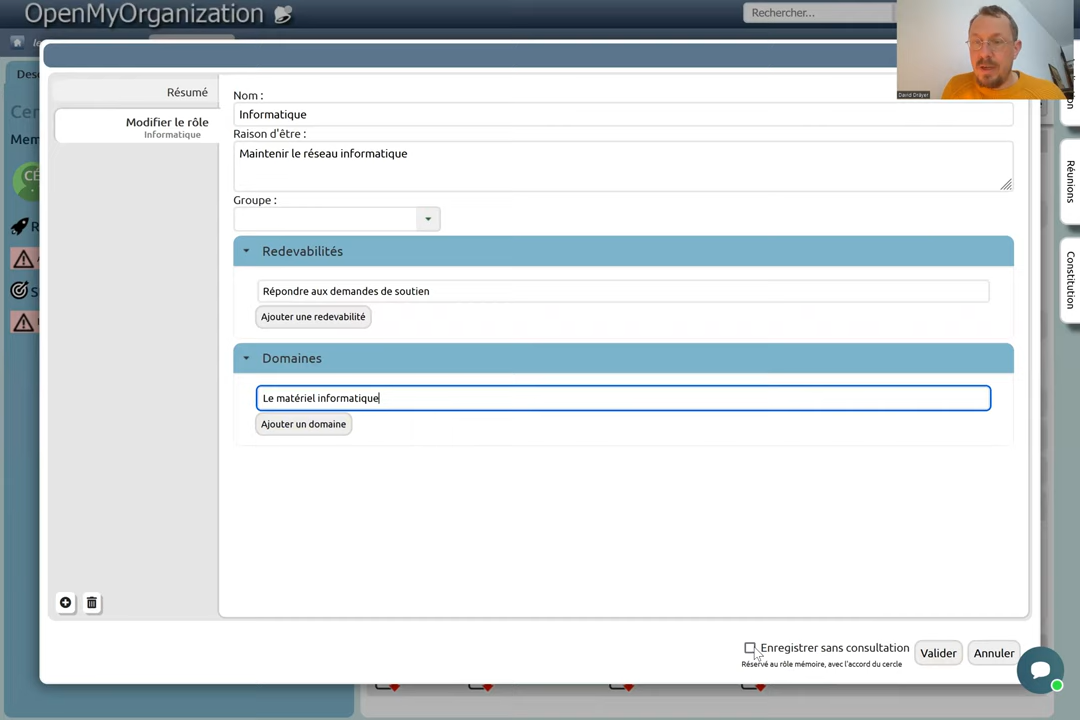 OpenMyOrganization
Rechercher...
David Dräyer
Résumé
Modifier le rôle
Informatique
Nom :
Informatique
Raison d'être :
Maintenir le réseau informatique
Groupe :
Redevabilités
Répondre aux demandes de soutien
Ajouter une redevabilité
Domaines
Le matériel informatique
Ajouter un domaine
Réunions
Constitution
Enregistrer sans consultation
Réservé au rôle mémoire, avec l'accord du cercle
Valider
Annuler